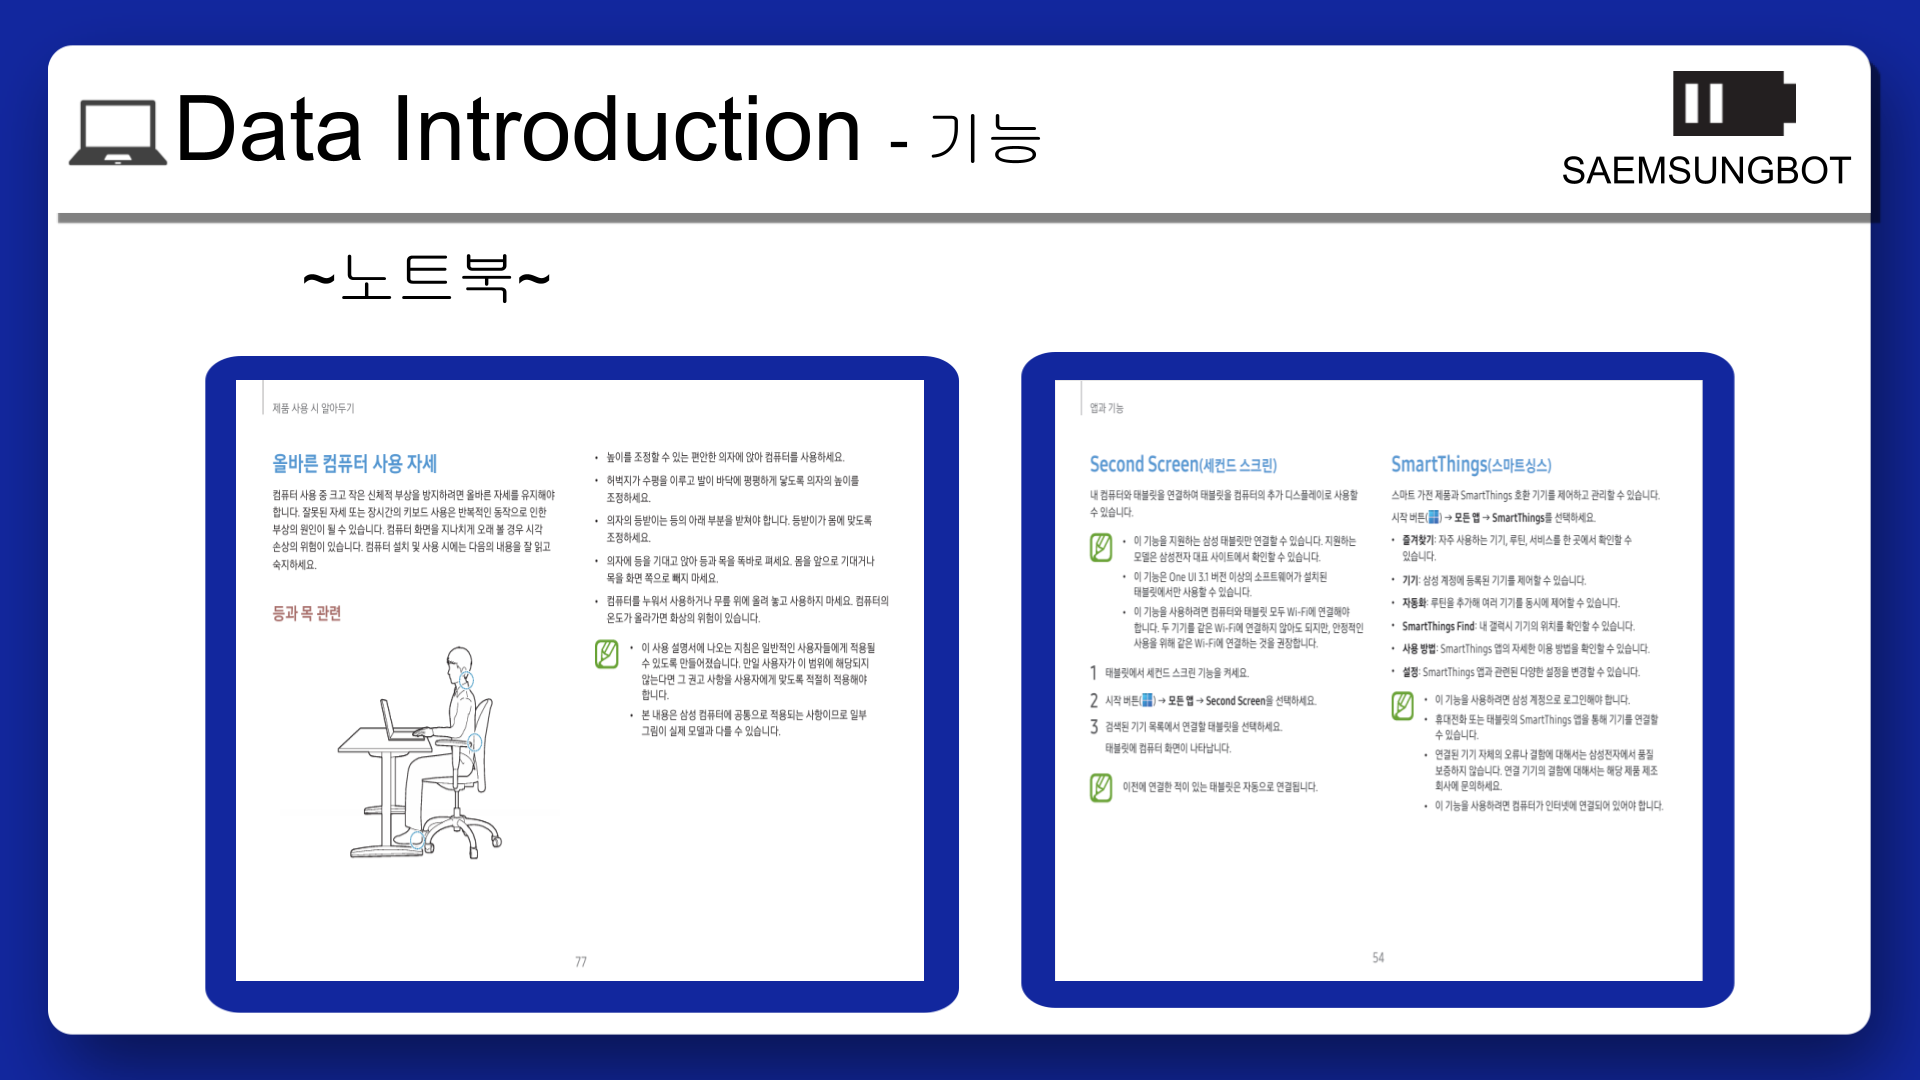 Data Introduction - 기능
SAEMSUNGBOT
~노트북~
제품 사용 시 알아두기
올바른 컴퓨터 사용 자세
컴퓨터 사용 중 크고 작은 신체적 부상을 방지하려면 올바른 자세를 유지해야
합니다. 잘못된 자세 또는 장시간의 키보드 사용은 반복적인 동작으로 인한
부상의 원인이 될 수 있습니다. 컴퓨터 화면을 지나치게 오래 볼 경우 시각
손상의 위험이 있습니다. 컴퓨터 설치 및 사용 시에는 다음의 내용을 잘 읽고
숙지하세요.
등과 목 관련
• 높이를 조정할 수 있는 편안한 의자에 앉아 컴퓨터를 사용하세요.
• 허벅지가 수평을 이루고 발이 바닥에 평평하게 닿도록 의자의 높이를
조정하세요.
• 의자의 등받이는 등의 아래 부분을 받쳐야 합니다. 등받이가 몸에 맞도록
조정하세요.
• 의자에 등을 기대고 앉아 등과 목을 똑바로 펴세요. 몸을 앞으로 기대거나
목을 화면 쪽으로 빼지 마세요.
• 컴퓨터를 누워서 사용하거나 무릎 위에 올려 놓고 사용하지 마세요. 컴퓨터의
온도가 올라가면 화상의 위험이 있습니다.
• 이 사용 설명서에 나오는 지침은 일반적인 사용자들에게 적용될
수 있도록 만들어졌습니다. 만일 사용자가 이 범위에 해당되지
않는다면 그 권고 사항을 사용자에게 맞도록 적절히 적용해야
합니다.
• 본 내용은 삼성 컴퓨터에 공통으로 적용되는 사항이므로 일부
그림이 실제 모델과 다를 수 있습니다.
77
앱과 기능
Second Screen(세컨드 스크린)
내 컴퓨터와 태블릿을 연결하여 태블릿을 컴퓨터의 추가 디스플레이로 사용할
수 있습니다.
• 이 기능을 지원하는 삼성 태블릿만 연결할 수 있습니다. 지원하는
모델은 삼성전자 대표 사이트에서 확인할 수 있습니다.
• 이 기능은 One UI 3.1 버전 이상의 소프트웨어가 설치된
태블릿에서만 사용할 수 있습니다.
• 이 기능을 사용하려면 컴퓨터와 태블릿 모두 Wi-Fi에 연결해야
합니다. 두 기기를 같은 Wi-Fi에 연결하지 않아도 되지만, 안정적인
사용을 위해 같은 Wi-Fi에 연결하는 것을 권장합니다.
1 태블릿에서 세컨드 스크린 기능을 켜세요.
2 시작 버튼( ) → 모든 앱 → Second Screen을 선택하세요.
3 검색된 기기 목록에서 연결할 태블릿을 선택하세요.
태블릿에 컴퓨터 화면이 나타납니다.
이전에 연결한 적이 있는 태블릿은 자동으로 연결됩니다.
SmartThings(스마트싱스)
스마트 가전 제품과 SmartThings 호환 기기를 제어하고 관리할 수 있습니다.
시작 버튼( ) → 모든 앱 → SmartThings를 선택하세요.
• 즐겨찾기: 자주 사용하는 기기, 루틴, 서비스를 한 곳에서 확인할 수
있습니다.
• 기기: 삼성 계정에 등록된 기기를 제어할 수 있습니다.
• 자동화: 루틴을 추가해 여러 기기를 동시에 제어할 수 있습니다.
• SmartThings Find: 내 갤럭시 기기의 위치를 확인할 수 있습니다.
• 사용 방법: SmartThings 앱의 자세한 이용 방법을 확인할 수 있습니다.
• 설정: SmartThings 앱과 관련된 다양한 설정을 변경할 수 있습니다.
• 이 기능을 사용하려면 삼성 계정으로 로그인해야 합니다.
• 휴대전화 또는 태블릿의 SmartThings 앱을 통해 기기를 연결할
수 있습니다.
• 연결된 기기 자체의 오류나 결함에 대해서는 삼성전자에서 품질
보증하지 않습니다. 연결 기기의 결함에 대해서는 해당 제품 제조
회사에 문의하세요.
• 이 기능을 사용하려면 컴퓨터가 인터넷에 연결되어 있어야 합니다.
54